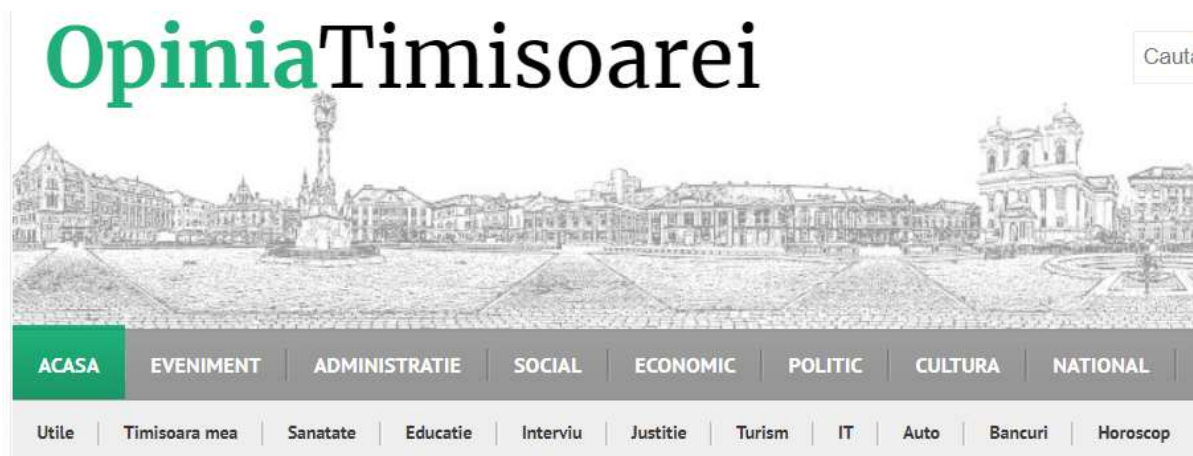 OpiniaTimisoarei
Cauta
ACASA EVENIMENT ADMINISTRATIE SOCIAL ECONOMIC POLITIC CULTURA NATIONAL
Utile Timisoara mea Sanatate Educatie Interviu Justitie Turism IT Auto Bancuri Horoscop